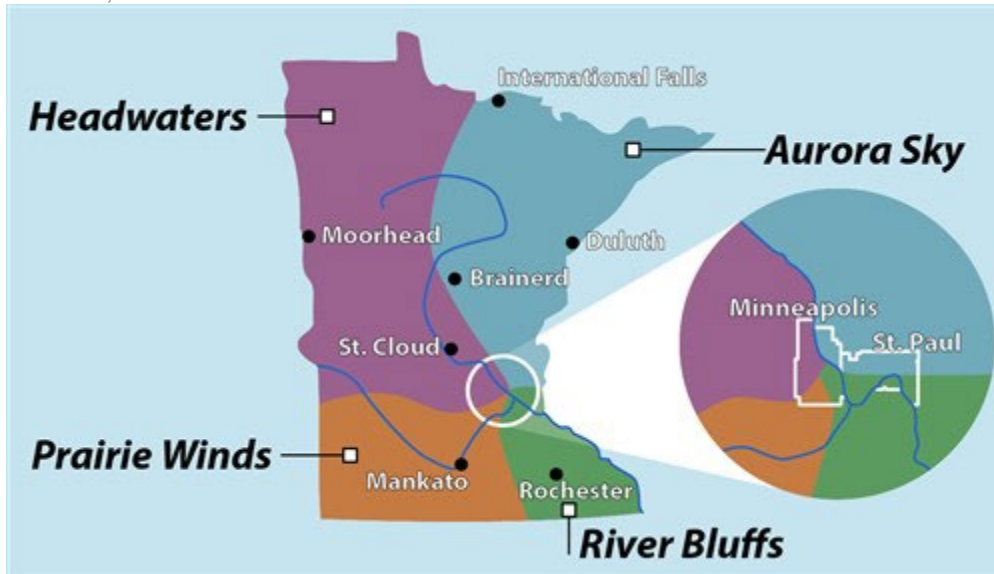 International Falls
Headwaters
Aurora Sky
Moorhead
Duluth
Brainerd
Minneapolis
St. Cloud
St. Paul
Prairie Winds
Mankato
Rochester
River Bluffs